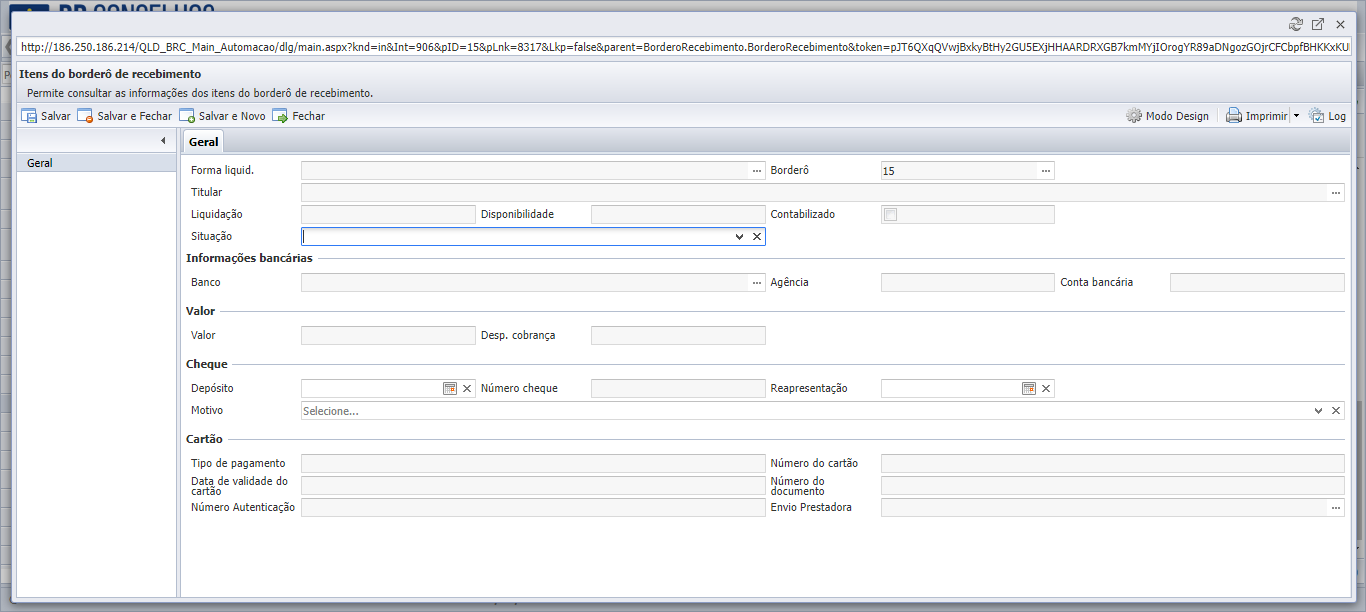 BR CONSELHOS
http://186.250.186.214/QLD_BRC_Main_Automacao/dlg/main.aspx?knd=in&Int=906&pID=15&pLnk=8317&Lkp=false&parent=BorderoRecebimento.BorderoRecebimento&token=pJT6QXqQVwjBxkyBtHy2GU5EXjHHAARDRXGB7kmMYjIOrogYR89aDNgozGOjrCFCbpfBHKKxKU
Itens do borderô de recebimento
Permite consultar as informações dos itens do borderô de recebimento.
Salvar Salvar e Fechar Salvar e Novo Fechar Modo Design Imprimir Log
Geral Geral
Forma liquid. ... Borderô 15 ...
Titular ...
Liquidação Disponibilidade Contabilizado
Situação
Informações bancárias
Banco ... Agência Conta bancária
Valor
Valor Desp. cobrança
Cheque
Depósito Número cheque Reapresentação
Motivo Selecione...
Cartão
Tipo de pagamento Número do cartão
Data de validade do cartão Número do documento
Número Autenticação Envio Prestadora ...